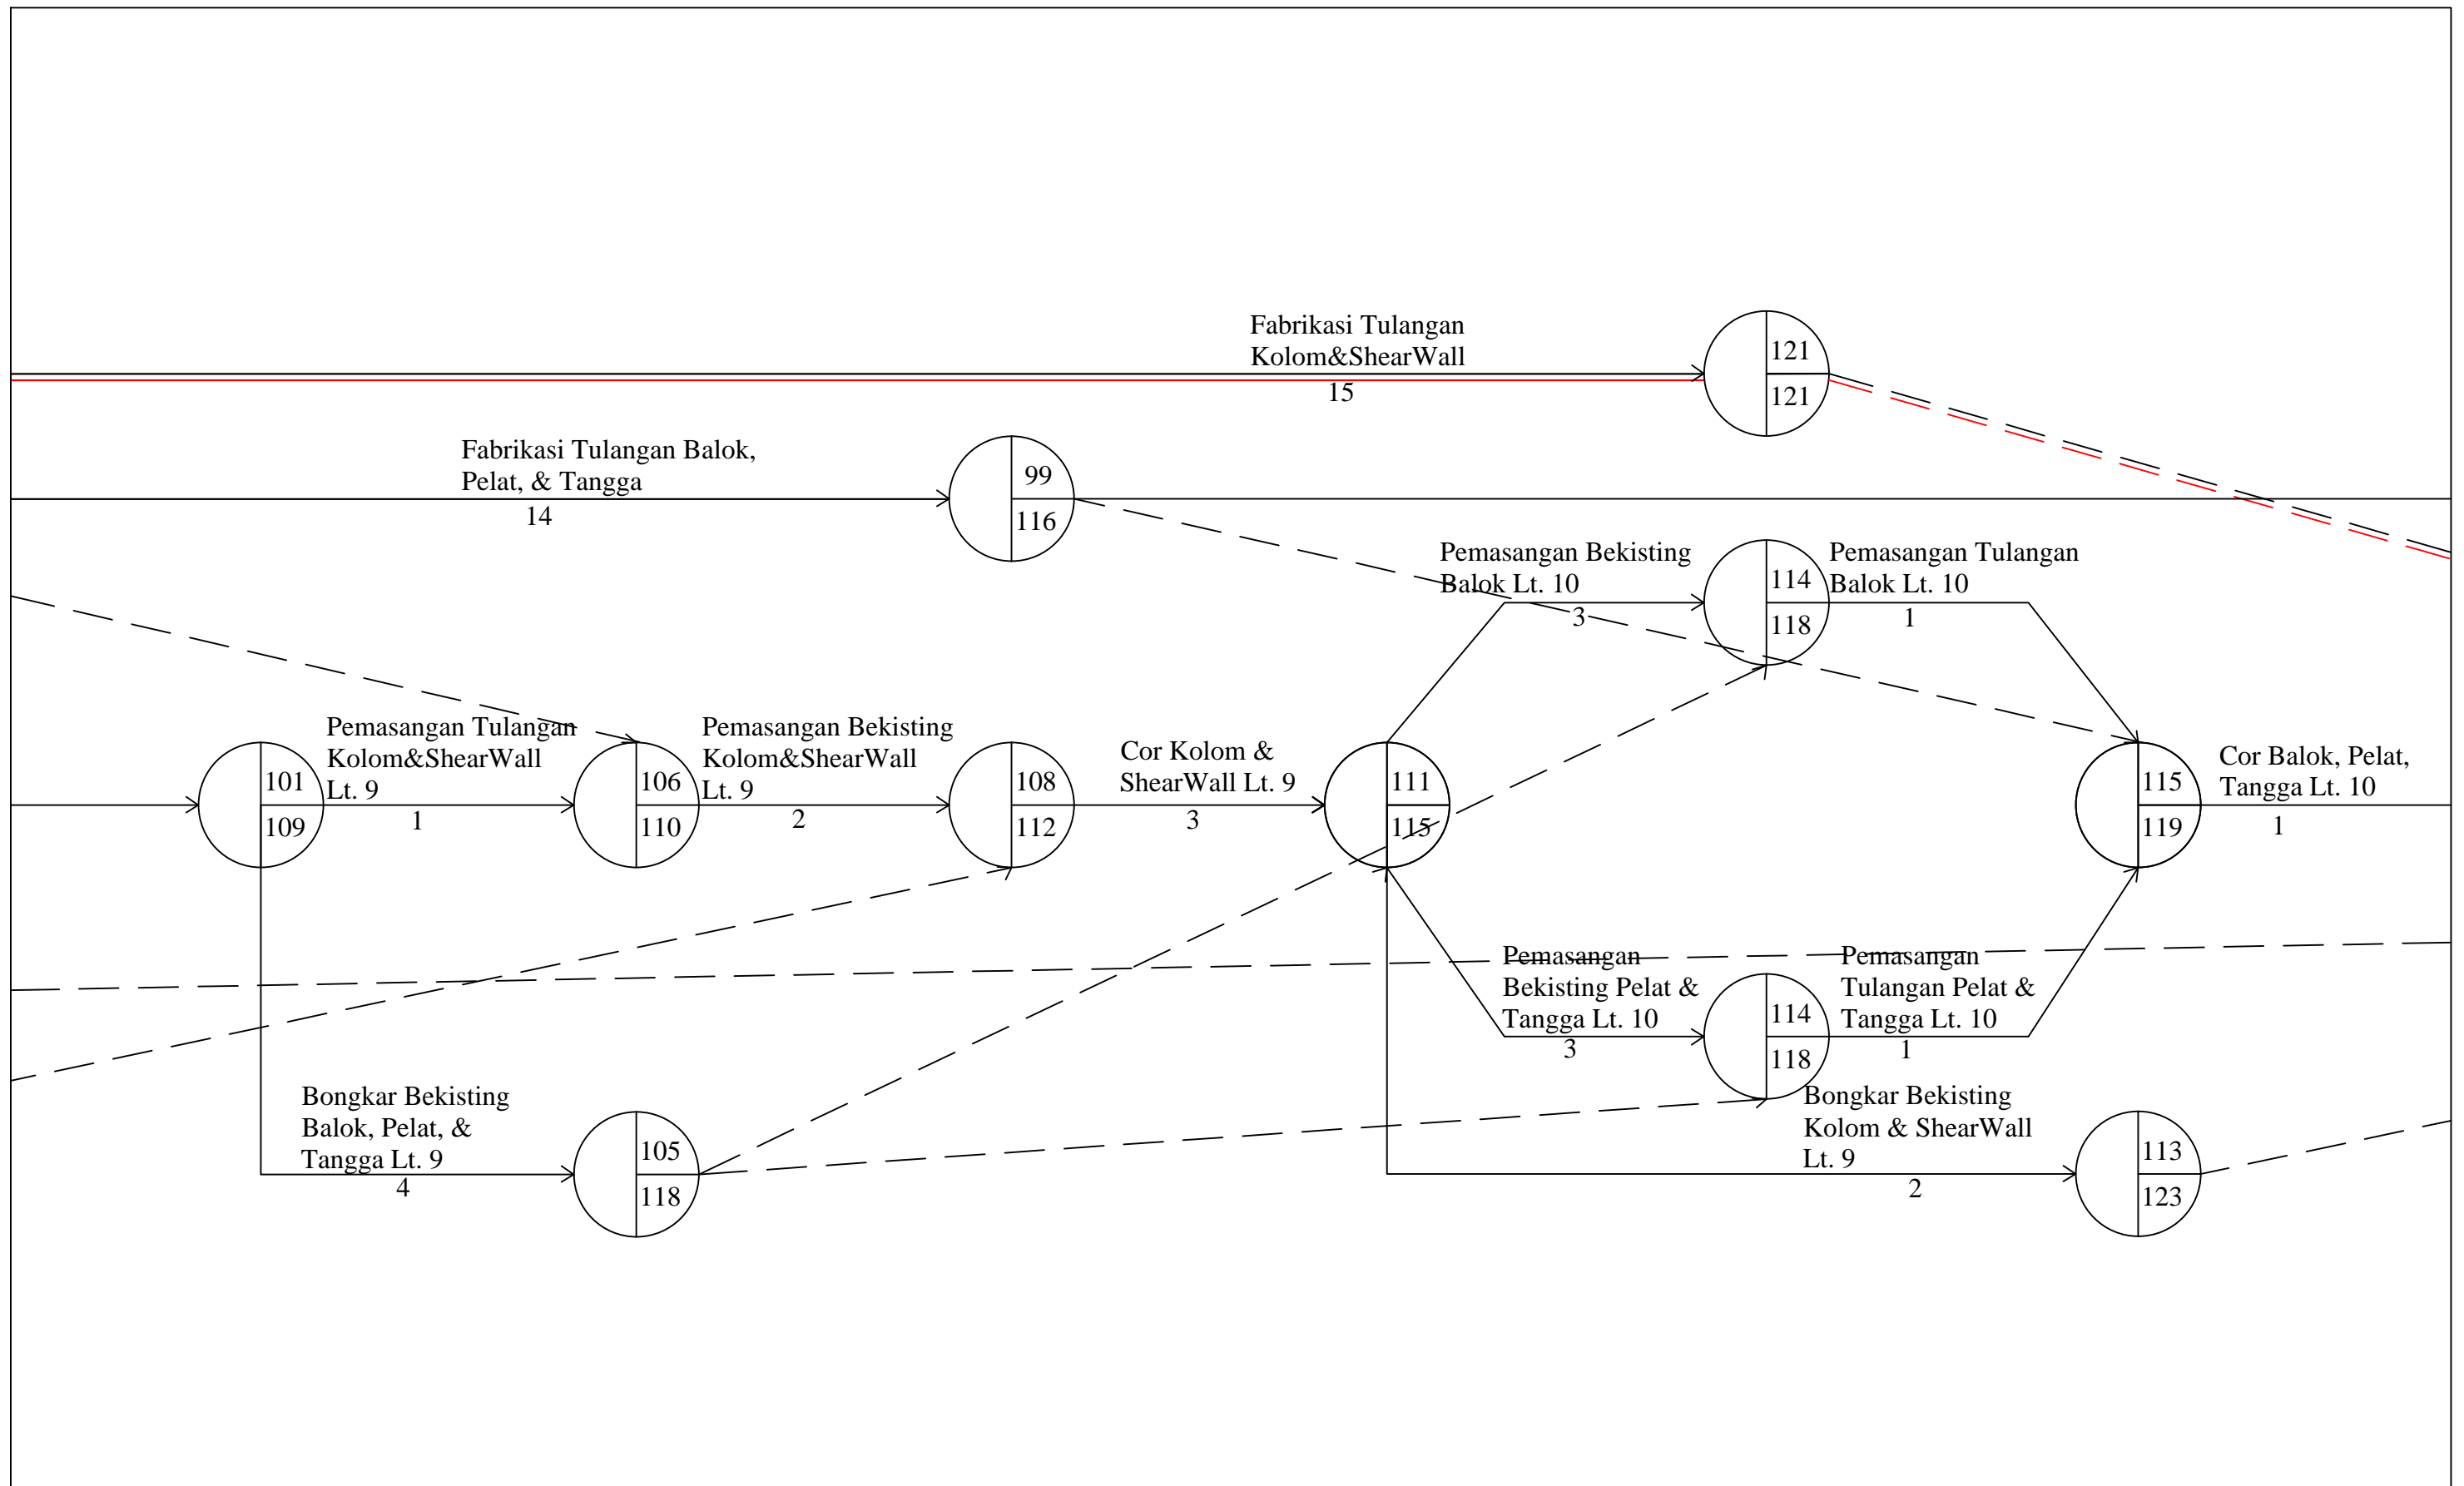 Fabrikasi Tulangan
Kolom&ShearWall
15
121
121
Fabrikasi Tulangan Balok,
Pelat, & Tangga
14
99
116
Pemasangan Bekisting
Balok Lt. 10
3
114
118
Pemasangan Tulangan
Balok Lt. 10
1
101
109
Pemasangan Tulangan
Kolom&ShearWall
Lt. 9
1
106
110
Pemasangan Bekisting
Kolom&ShearWall
Lt. 9
2
108
112
Cor Kolom &
ShearWall Lt. 9
3
111
115
115
119
Cor Balok, Pelat,
Tangga Lt. 10
1
Pemasangan
Bekisting Pelat &
Tangga Lt. 10
3
114
118
Pemasangan
Tulangan Pelat &
Tangga Lt. 10
1
Bongkar Bekisting
Balok, Pelat, &
Tangga Lt. 9
4
105
118
Bongkar Bekisting
Kolom & ShearWall
Lt. 9
2
113
123